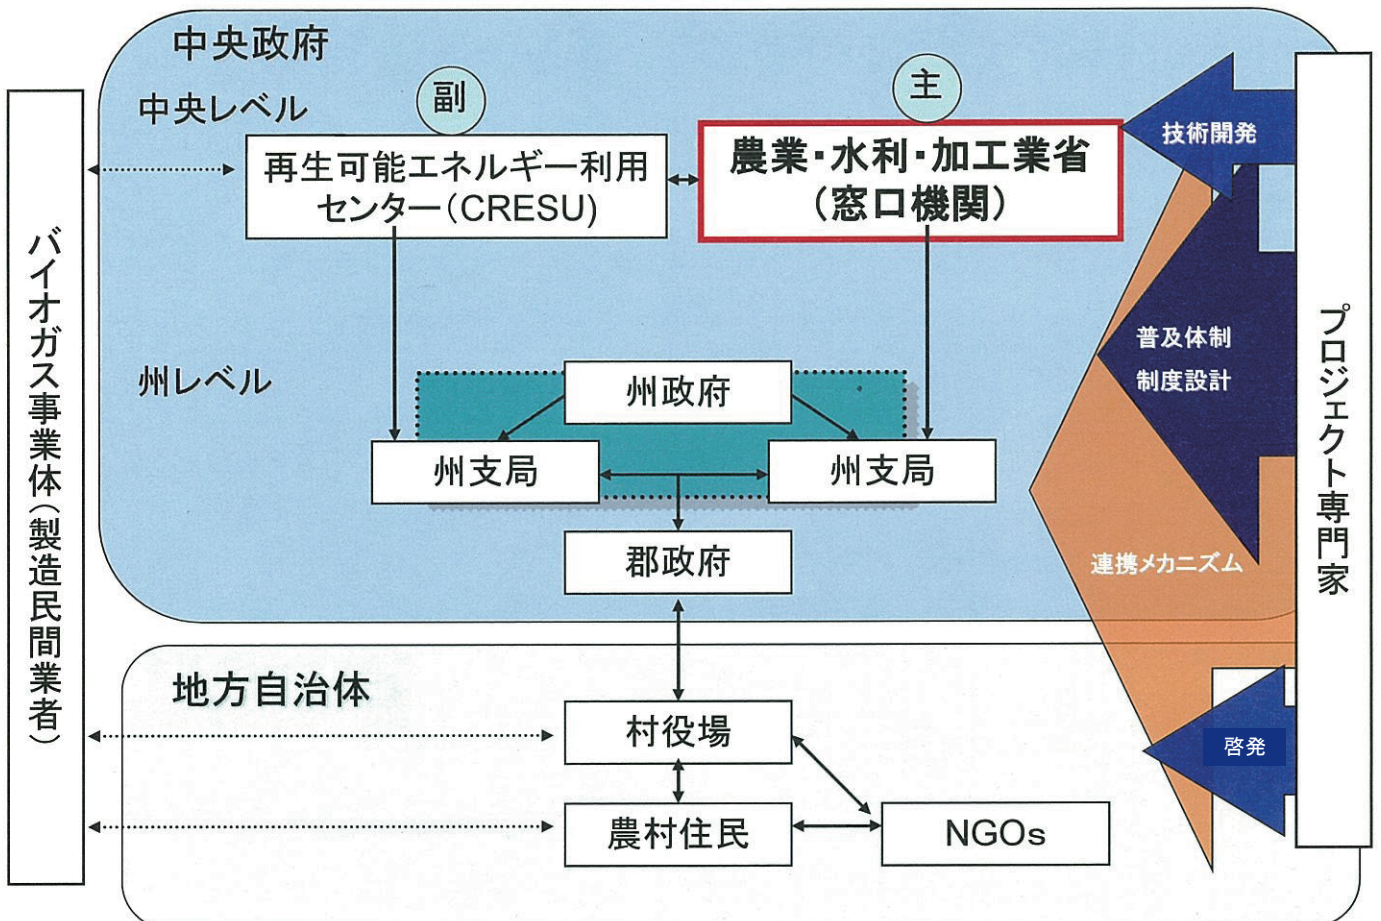 中央政府
中央レベル
副
主
再生可能エネルギー利用
センター(CRESU)
農業・水利・加工業省
(窓口機関)
技術開発
バイオガス事業体(製造民間業者)
プロジェクト専門家
普及体制
制度設計
州レベル
州政府
州支局
州支局
郡政府
連携メカニズム
地方自治体
村役場
啓発
農村住民
NGOs